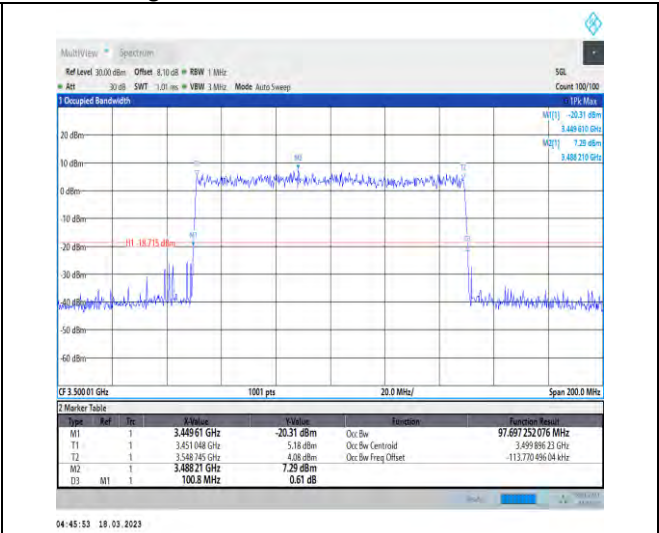 MultiView Spectrum
Ref Level 30.00 dBm Offset 8.10 dB RBW 1 MHz SGL
Att 30 dB SWT 1.01 ms VBW 3 MHz Mode Auto Sweep Count 100/100
1 Occupied Bandwidth 1Pk Max
M1[1] -20.31 dBm
3.449 610 GHz
M2[1] 7.29 dBm
3.488 210 GHz
20 dBm
10 dBm
M2
T1
T2
0 dBm
-10 dBm
M1
D3
H1 -18.715 dBm
-20 dBm
-30 dBm
-40 dBm
-50 dBm
-60 dBm
CF 3.500 01 GHz 1001 pts 20.0 MHz/ Span 200.0 MHz
2 Marker Table
Type Ref Trc X-Value Y-Value Function Function Result
M1 1 3.449 61 GHz -20.31 dBm Occ Bw 97.697 252 076 MHz
T1 1 3.451 048 GHz 5.18 dBm Occ Bw Centroid 3.499 896 23 GHz
T2 1 3.548 745 GHz 4.08 dBm Occ Bw Freq Offset -113.770 496 04 kHz
M2 1 3.488 21 GHz 7.29 dBm
D3 M1 1 100.8 MHz 0.61 dB
04:45:53 18.03.2023